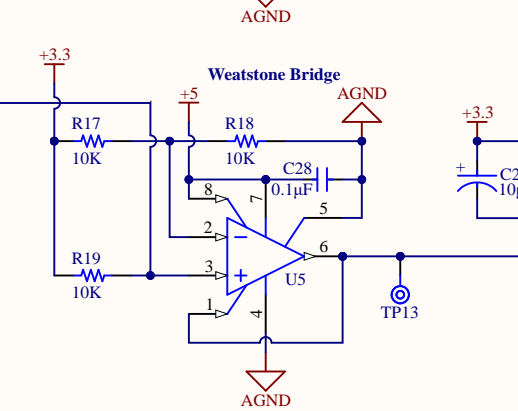 AGND
+3.3
Weatstone Bridge
+5
AGND
+3.3
R17
R18
10K
10K
C28
0.1µF
8
7
5
2
6
3
1
4
R19
10K
U5
TP13
AGND
+